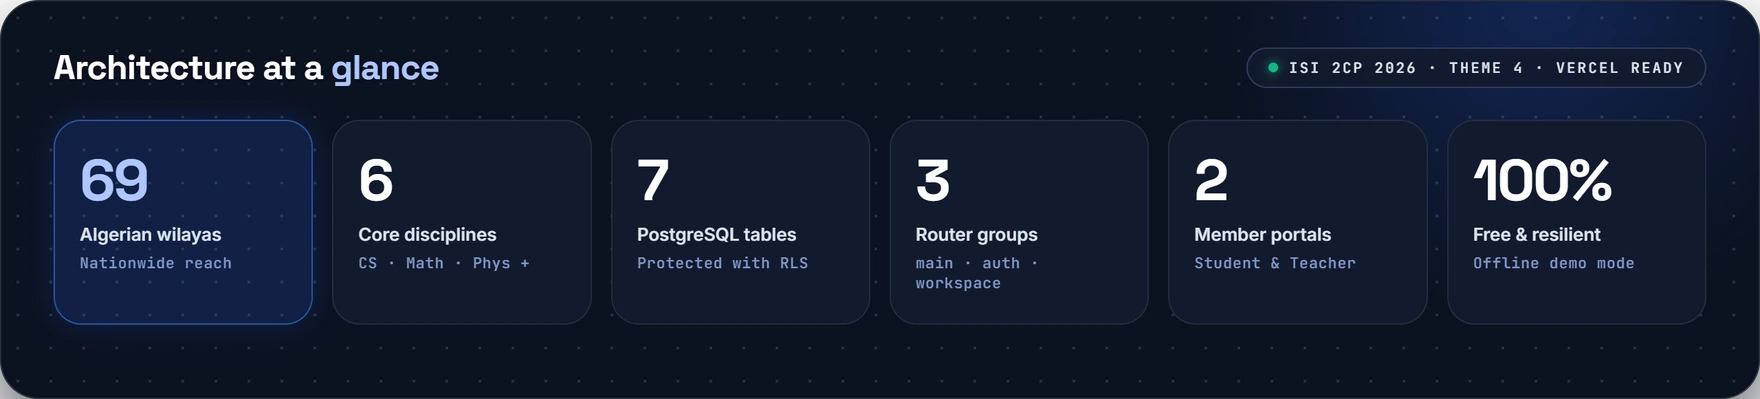 Architecture at a glance
ISI 2CP 2026 · THEME 4 · VERCEL READY
69
Algerian wilayas
Nationwide reach
6
Core disciplines
CS · Math · Phys +
7
PostgreSQL tables
Protected with RLS
3
Router groups
main · auth ·
workspace
2
Member portals
Student & Teacher
100%
Free & resilient
Offline demo mode